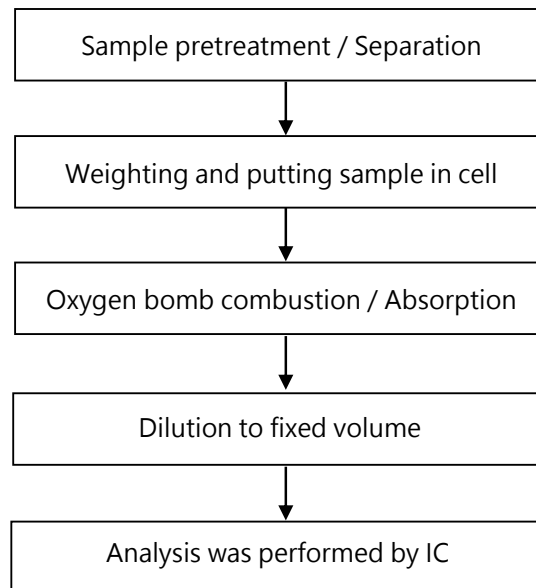 Sample pretreatment / Separation
Weighting and putting sample in cell
Oxygen bomb combustion / Absorption
Dilution to fixed volume
Analysis was performed by IC